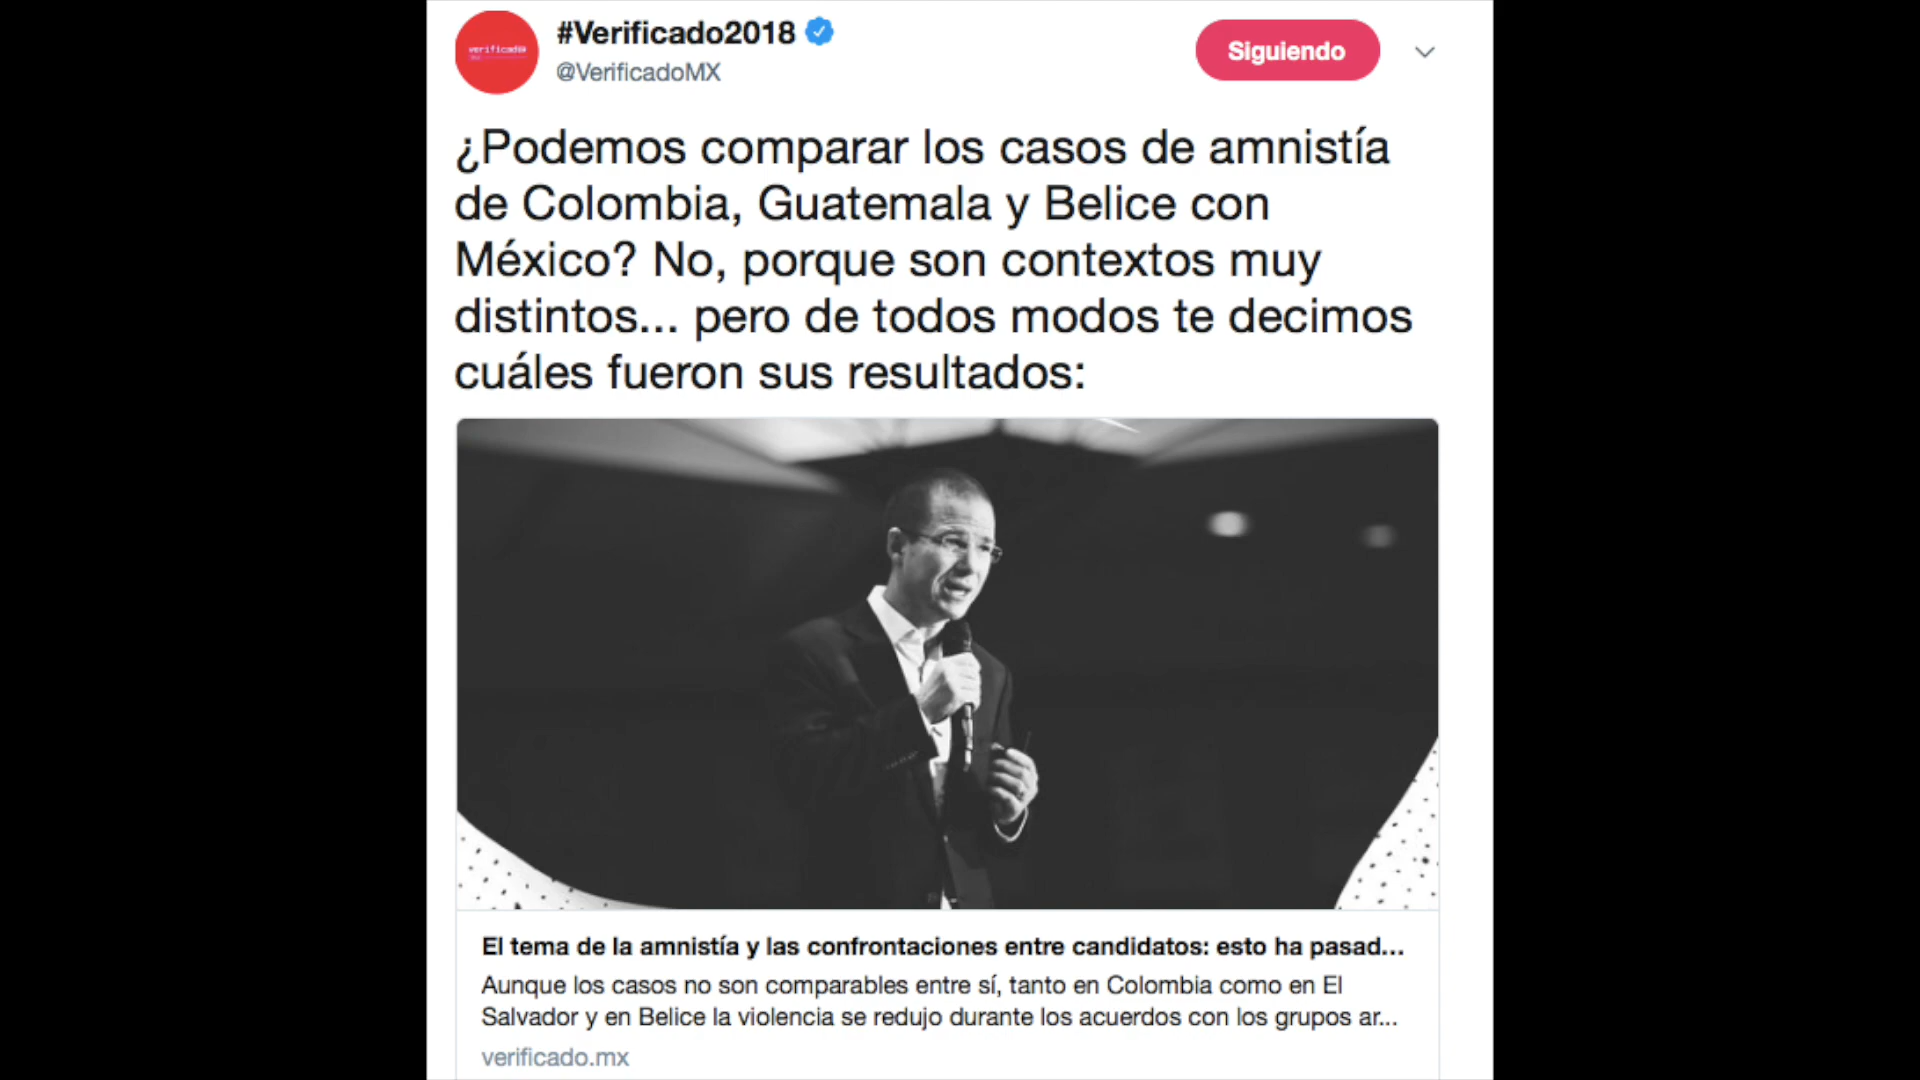 #Verificado2018
@VerificadoMX
Siguiendo
¿Podemos comparar los casos de amnistía
de Colombia, Guatemala y Belice con
México? No, porque son contextos muy
distintos... pero de todos modos te decimos
cuáles fueron sus resultados:
El tema de la amnistía y las confrontaciones entre candidatos: esto ha pasad...
Aunque los casos no son comparables entre sí, tanto en Colombia como en El
Salvador y en Belice la violencia se redujo durante los acuerdos con los grupos ar...
verificado.mx